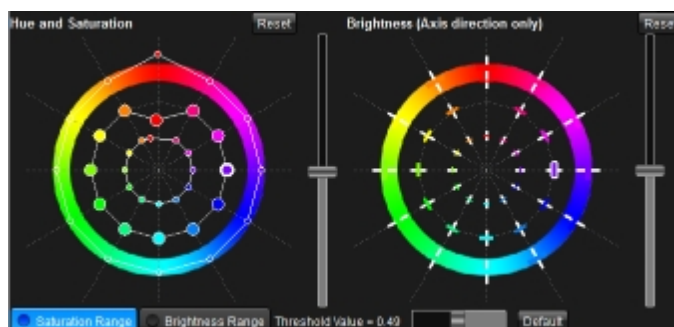 Hue and Saturation
Reset
Brightness (Axis direction only)
Rese
Saturation Range
Brightness Range
Threshold Value = 0.49
Default